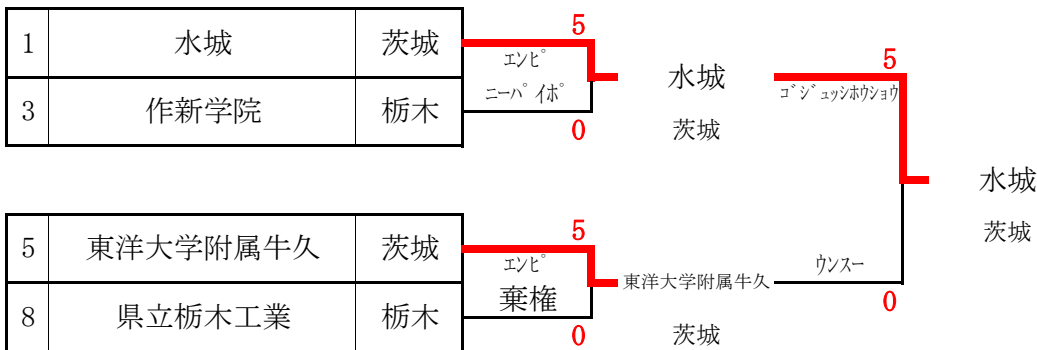 1 水城 茨城
5
エンピ
ニーパイポ
3 作新学院 栃木
0
水城
茨城
5
ゴジュッシホウショウ
水城
茨城
5 東洋大学附属牛久 茨城
5
エンピ
棄権
8 県立栃木工業 栃木
0
東洋大学附属牛久
茨城
ウンスー
0